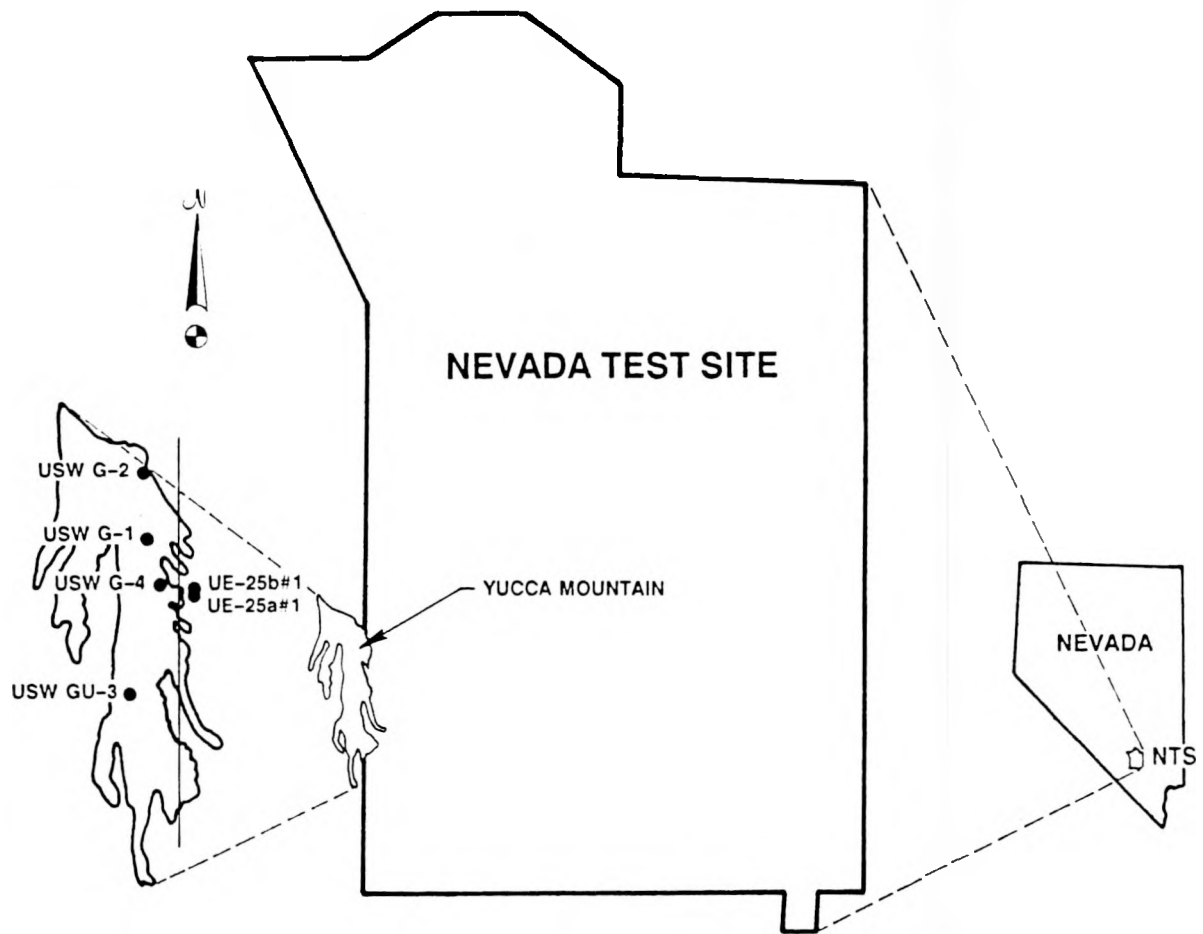 N
NEVADA TEST SITE
USW G-2
USW G-1
USW G-4
UE-25b#1
UE-25a#1
USW GU-3
YUCCA MOUNTAIN
NEVADA
NTS